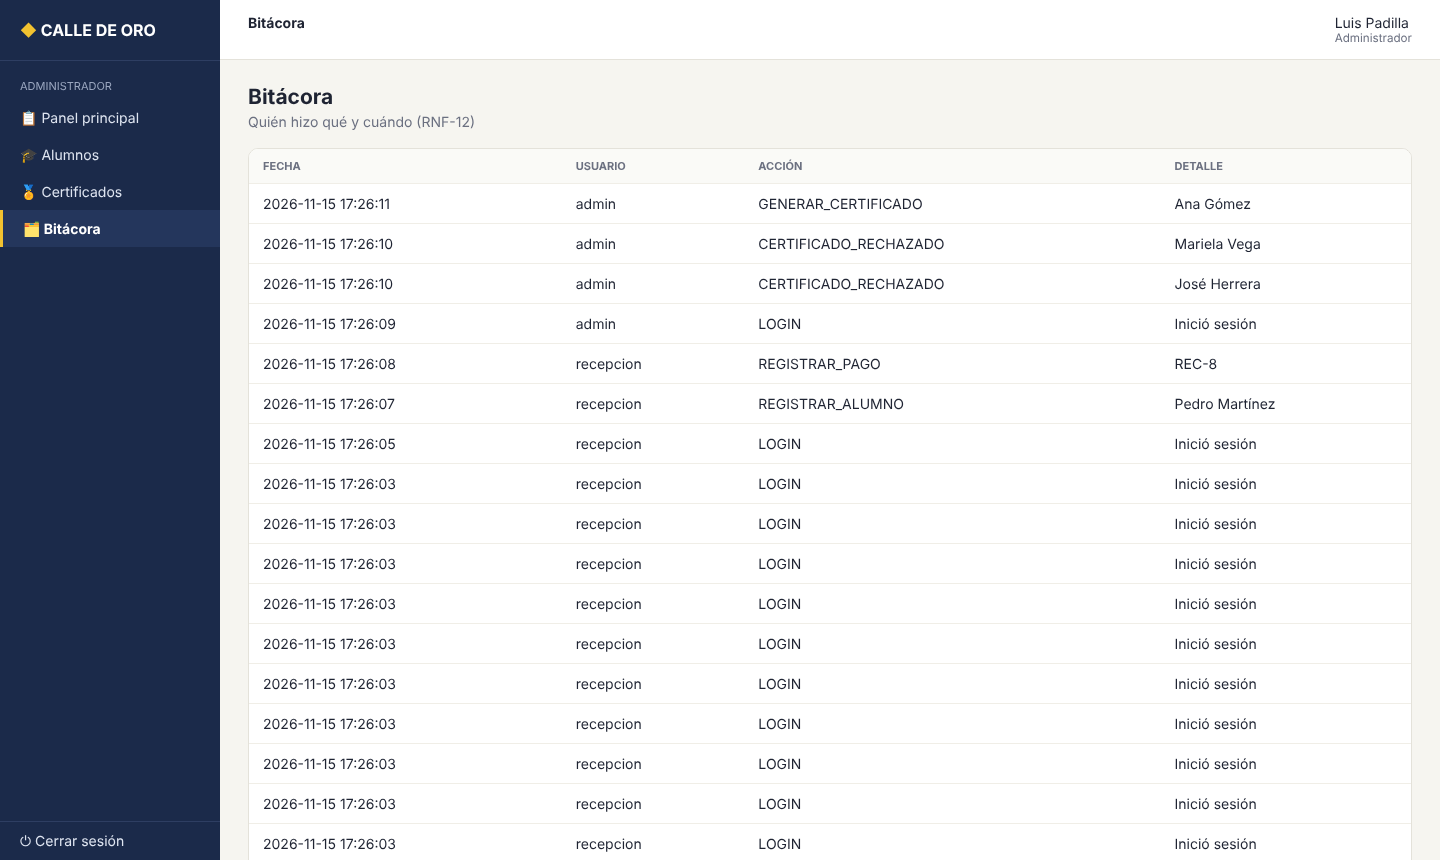 CALLE DE ORO
ADMINISTRADOR
Panel principal
Alumnos
Certificados
Bitácora
Cerrar sesión
Bitácora
Luis Padilla
Administrador
Bitácora
Quién hizo qué y cuándo (RNF-12)
FECHA USUARIO ACCIÓN DETALLE
2026-11-15 17:26:11 admin GENERAR_CERTIFICADO Ana Gómez
2026-11-15 17:26:10 admin CERTIFICADO_RECHAZADO Mariela Vega
2026-11-15 17:26:10 admin CERTIFICADO_RECHAZADO José Herrera
2026-11-15 17:26:09 admin LOGIN Inició sesión
2026-11-15 17:26:08 recepcion REGISTRAR_PAGO REC-8
2026-11-15 17:26:07 recepcion REGISTRAR_ALUMNO Pedro Martínez
2026-11-15 17:26:05 recepcion LOGIN Inició sesión
2026-11-15 17:26:03 recepcion LOGIN Inició sesión
2026-11-15 17:26:03 recepcion LOGIN Inició sesión
2026-11-15 17:26:03 recepcion LOGIN Inició sesión
2026-11-15 17:26:03 recepcion LOGIN Inició sesión
2026-11-15 17:26:03 recepcion LOGIN Inició sesión
2026-11-15 17:26:03 recepcion LOGIN Inició sesión
2026-11-15 17:26:03 recepcion LOGIN Inició sesión
2026-11-15 17:26:03 recepcion LOGIN Inició sesión
2026-11-15 17:26:03 recepcion LOGIN Inició sesión
2026-11-15 17:26:03 recepcion LOGIN Inició sesión